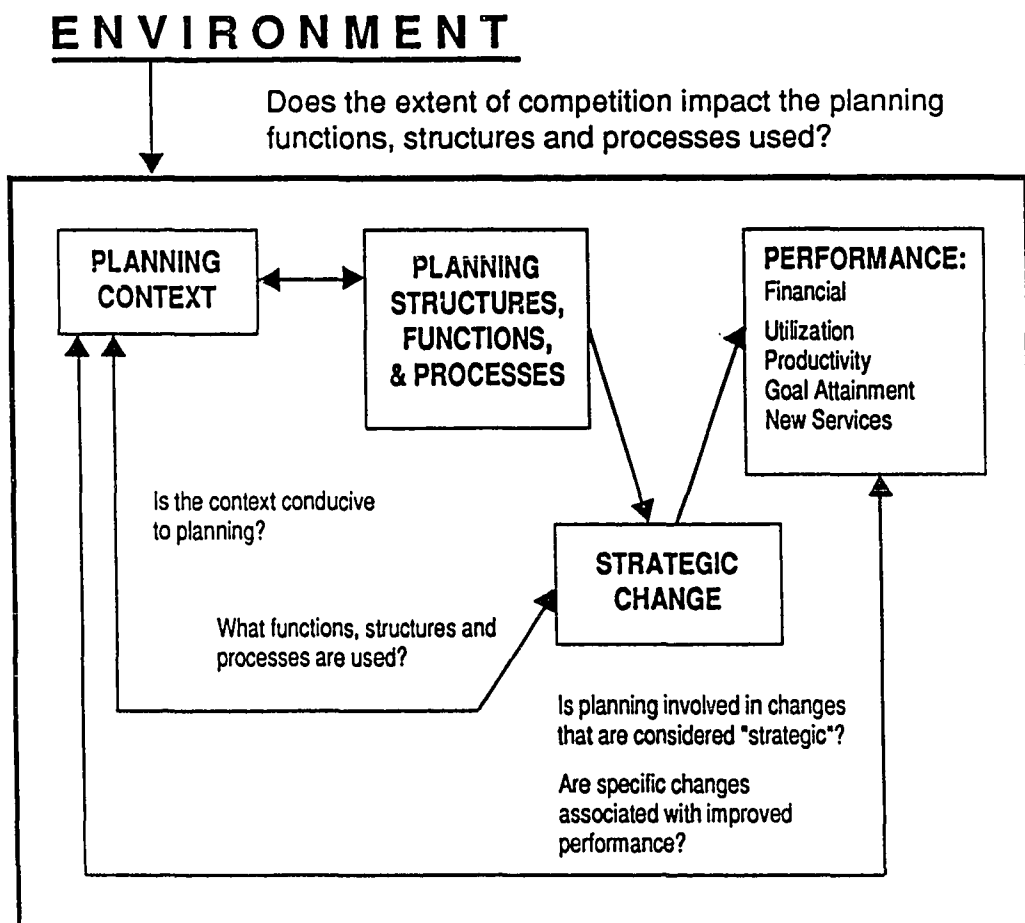 ENVIRONMENT
Does the extent of competition impact the planning
functions, structures and processes used?
PLANNING
CONTEXT
PLANNING
STRUCTURES,
FUNCTIONS,
& PROCESSES
PERFORMANCE:
Financial
Utilization
Productivity
Goal Attainment
New Services
Is the context conducive
to planning?
STRATEGIC
CHANGE
What functions, structures and
processes are used?
Is planning involved in changes
that are considered "strategic"?
Are specific changes
associated with improved
performance?